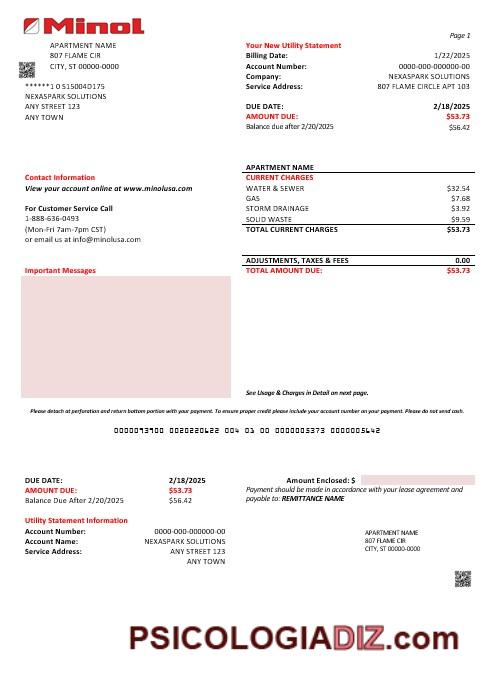 Minol
Page 1
APARTMENT NAME
807 FLAME CIR
CITY, ST 00000-0000
******1 0 515004D175
NEXASPARK SOLUTIONS
ANY STREET 123
ANY TOWN
Your New Utility Statement
Billing Date: 1/22/2025
Account Number: 0000-000-000000-00
Company: NEXASPARK SOLUTIONS
Service Address: 807 FLAME CIRCLE APT 103
DUE DATE: 2/18/2025
AMOUNT DUE: $53.73
Balance due after 2/20/2025 $56.42
Contact Information
View your account online at www.minolusa.com
For Customer Service Call
1-888-636-0493
(Mon-Fri 7am-7pm CST)
or email us at info@minolusa.com
APARTMENT NAME
CURRENT CHARGES
WATER & SEWER $32.54
GAS $7.68
STORM DRAINAGE $3.92
SOLID WASTE $9.59
TOTAL CURRENT CHARGES $53.73
ADJUSTMENTS, TAXES & FEES 0.00
TOTAL AMOUNT DUE: $53.73
Important Messages
See Usage & Charges in Detail on next page.
Please detach at perforation and return bottom portion with your payment. To ensure proper credit please include your account number on your payment. Please do not send cash.
0000093900 0020220622 004 01 00 0000005373 0000005642
DUE DATE: 2/18/2025
AMOUNT DUE: $53.73
Balance Due After 2/20/2025 $56.42
Amount Enclosed: $
Payment should be made in accordance with your lease agreement and
payable to: REMITTANCE NAME
Utility Statement Information
Account Number: 0000-000-000000-00
Account Name: NEXASPARK SOLUTIONS
Service Address: ANY STREET 123
ANY TOWN
APARTMENT NAME
807 FLAME CIR
CITY, ST 00000-0000
PSICOLOGIADIZ.com